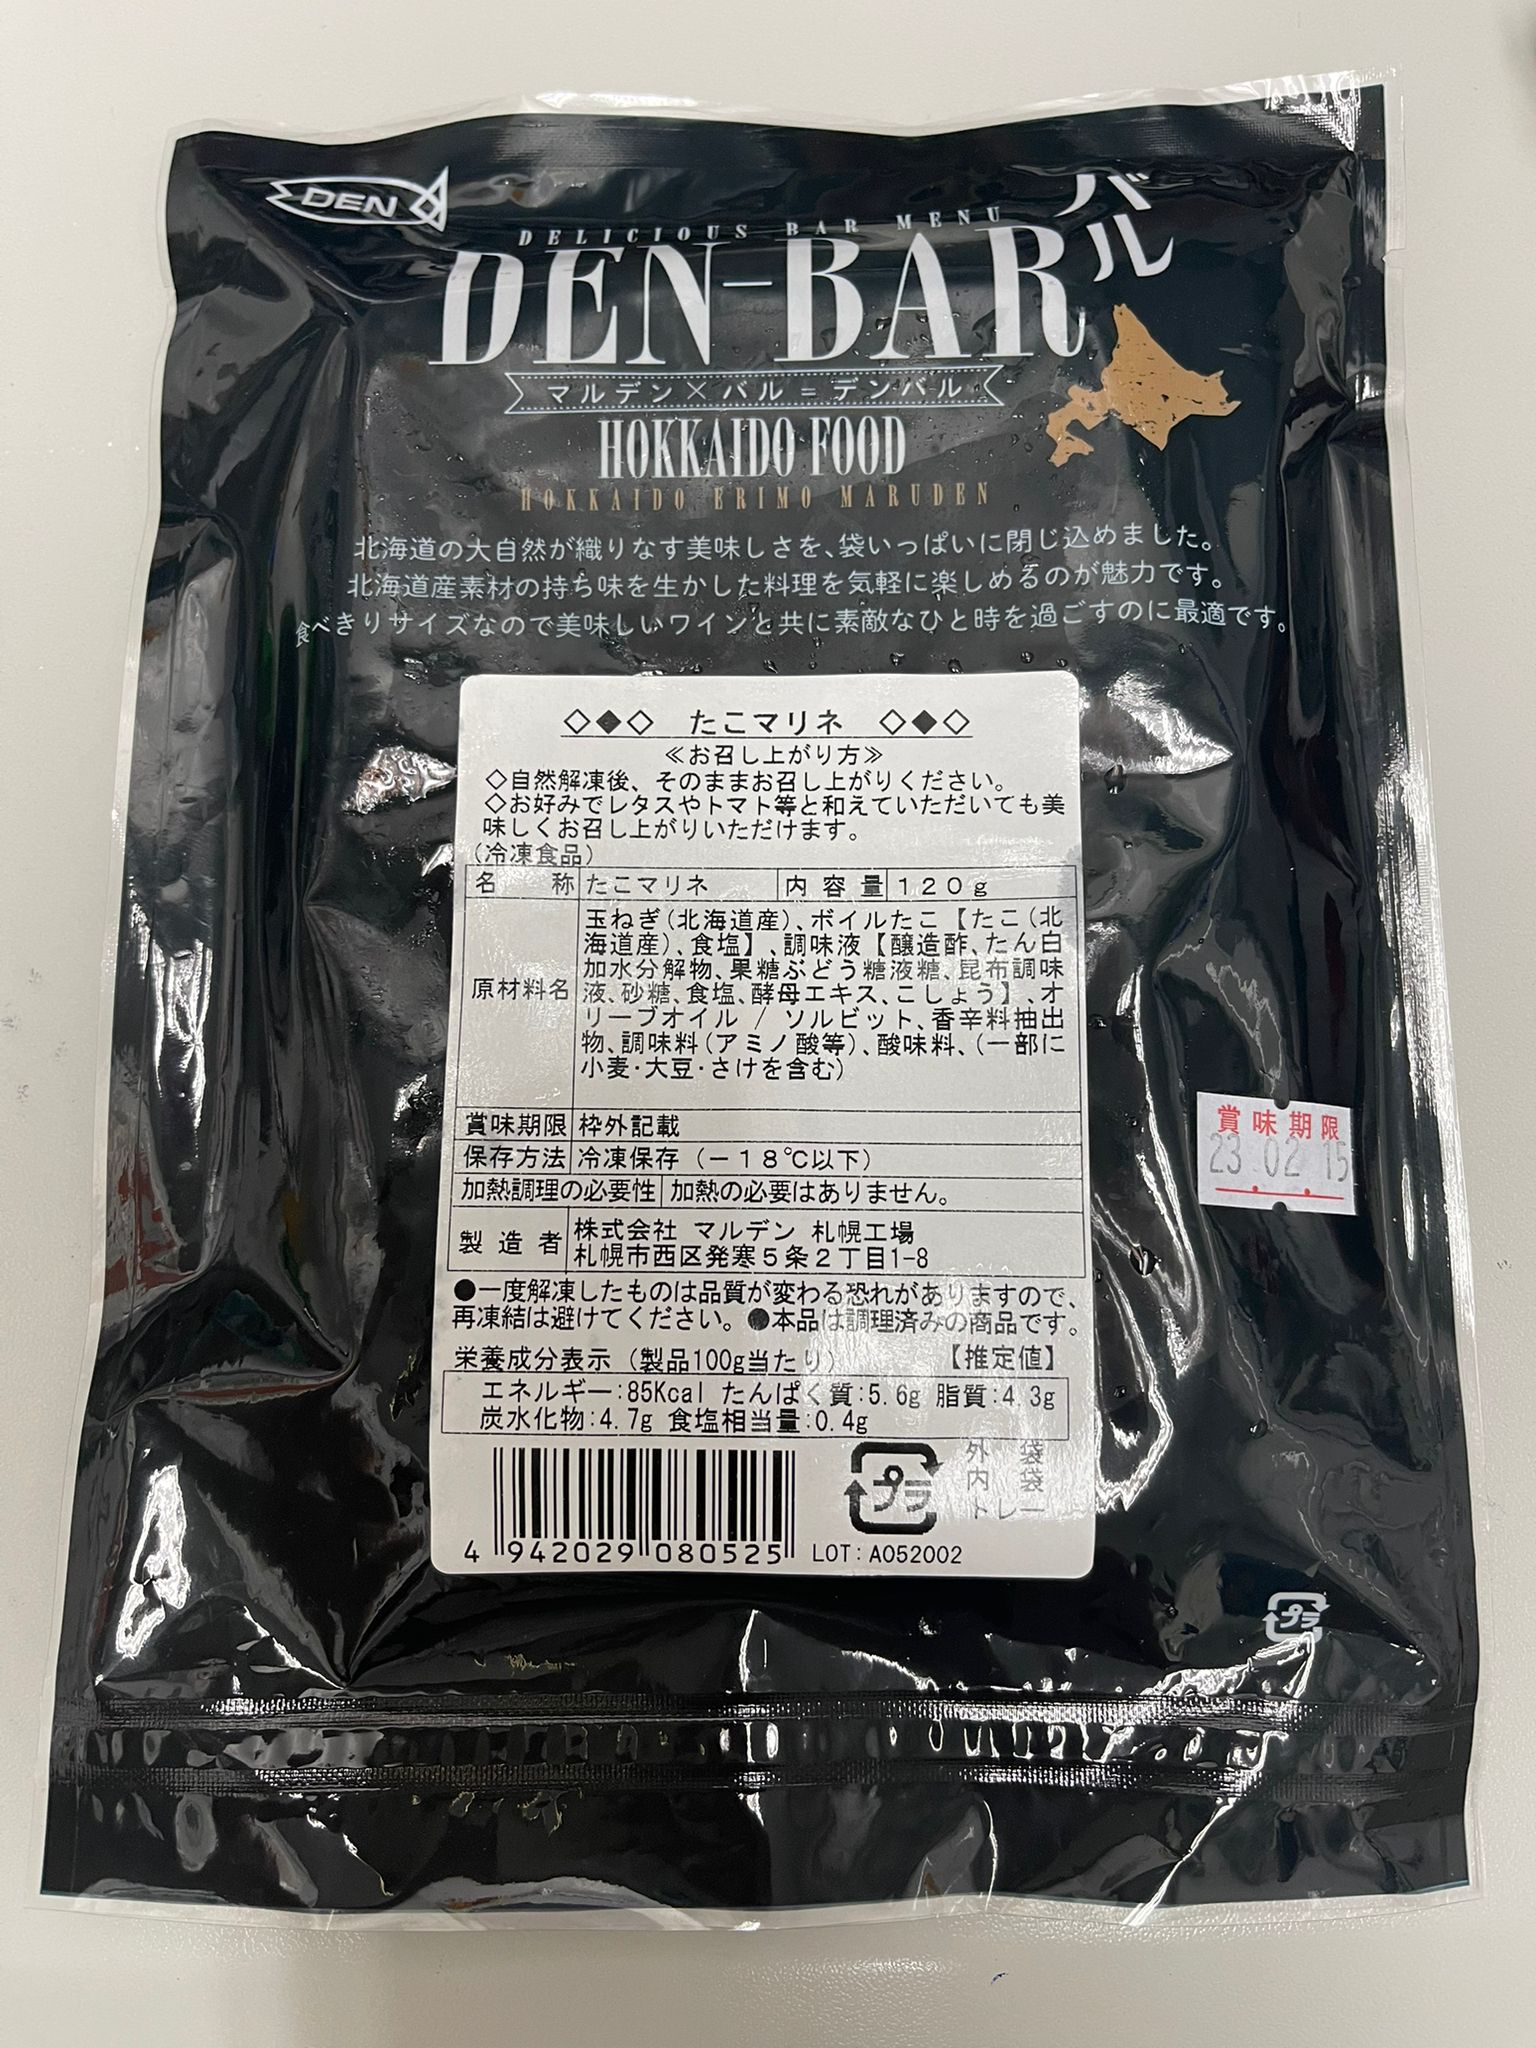 DEN
DELICIOUS BAR MENU
DEN-BAR
バル
マルデン×バル=デンバル
HOKKAIDO FOOD
HOKKAIDO ERIMO MARUDEN
北海道の大自然が織りなす美味しさを、袋いっぱいに閉じ込めました。
北海道産素材の持ち味を生かした料理を気軽に楽しめるのが魅力です。
食べきりサイズなので美味しいワインと共に素敵なひと時を過ごすのに最適です。
◇◆◇ たこマリネ ◇◆◇
≪お召し上がり方≫
◇自然解凍後、そのままお召し上がりください。
◇お好みでレタスやトマト等と和えていただいても美
味しくお召し上がりいただけます。
(冷凍食品)
名 称 たこマリネ 内容量 120g
原材料名
玉ねぎ(北海道産)、ボイルたこ【たこ(北
海道産)、食塩】、調味液【醸造酢、たん白
加水分解物、果糖ぶどう糖液糖、昆布調味
液、砂糖、食塩、酵母エキス、こしょう】、オ
リーブオイル / ソルビット、香辛料抽出
物、調味料(アミノ酸等)、酸味料、(一部に
小麦・大豆・さけを含む)
賞味期限 枠外記載
保存方法 冷凍保存(-18℃以下)
加熱調理の必要性 加熱の必要はありません。
製造者 株式会社 マルデン 札幌工場
札幌市西区発寒5条2丁目1-8
●一度解凍したものは品質が変わる恐れがありますので、
再凍結は避けてください。●本品は調理済みの商品です。
栄養成分表示(製品100g当たり) 【推定値】
エネルギー:85Kcal たんぱく質:5.6g 脂質:4.3g
炭水化物:4.7g 食塩相当量:0.4g
プラ
外 袋
内 袋
トレー
4 942029 080525
LOT:A052002
賞味期限
23.02.15
プラ